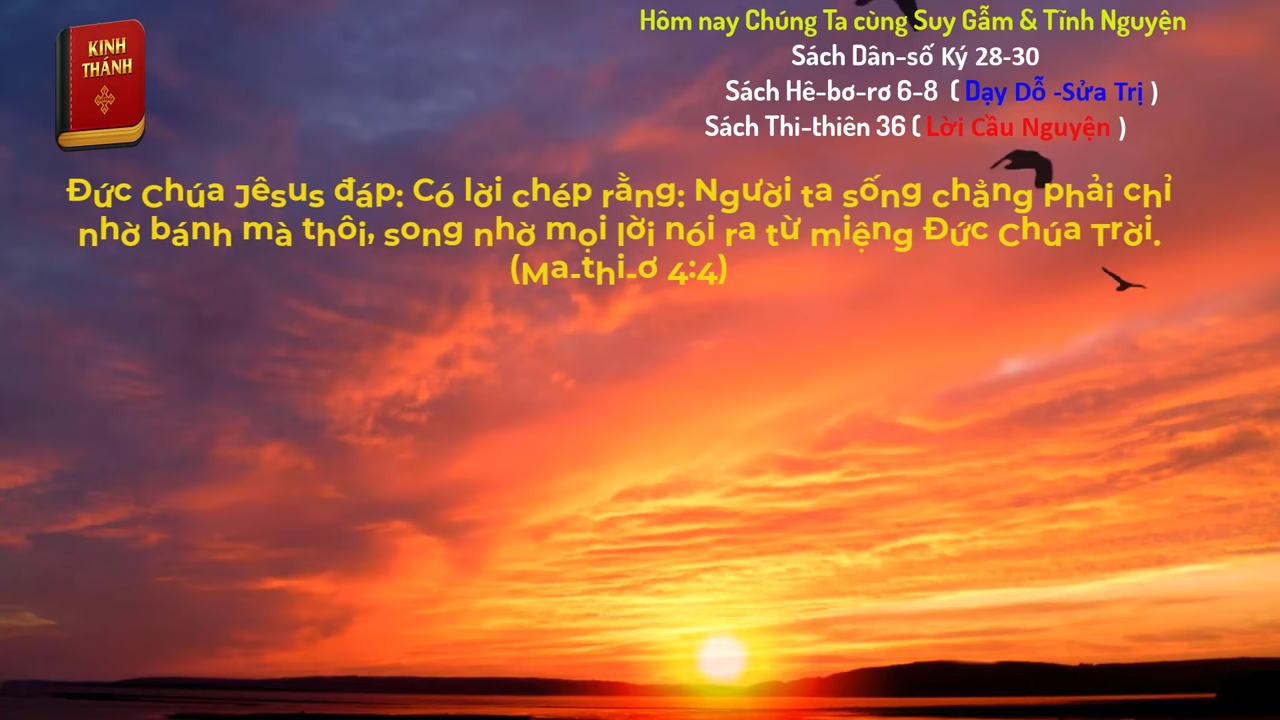 KINH
THÁNH
Hôm nay Chúng Ta cùng Suy Gẫm & Tĩnh Nguyện
Sách Dân-số Ký 28-30
Sách Hê-bơ-rơ 6-8 ( Dạy Dỗ -Sửa Trị )
Sách Thi-thiên 36 ( Lời Cầu Nguyện )
Đức Chúa Jêsus đáp: Có lời chép rằng: Người ta sống chẳng phải chỉ
nhờ bánh mà thôi, song nhờ mọi lời nói ra từ miệng Đức Chúa Trời.
(Ma-thi-ơ 4:4)